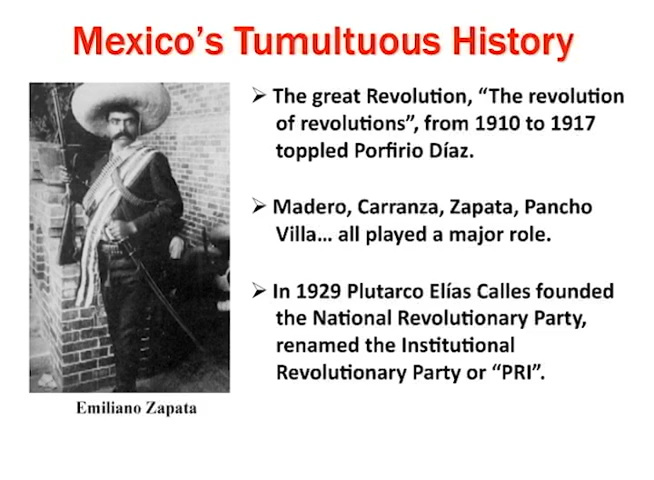 Mexico’s Tumultuous History
➢ The great Revolution, “The revolution
of revolutions”, from 1910 to 1917
toppled Porfirio Díaz.
➢ Madero, Carranza, Zapata, Pancho
Villa... all played a major role.
➢ In 1929 Plutarco Elías Calles founded
the National Revolutionary Party,
renamed the Institutional
Revolutionary Party or “PRI”.
Emiliano Zapata